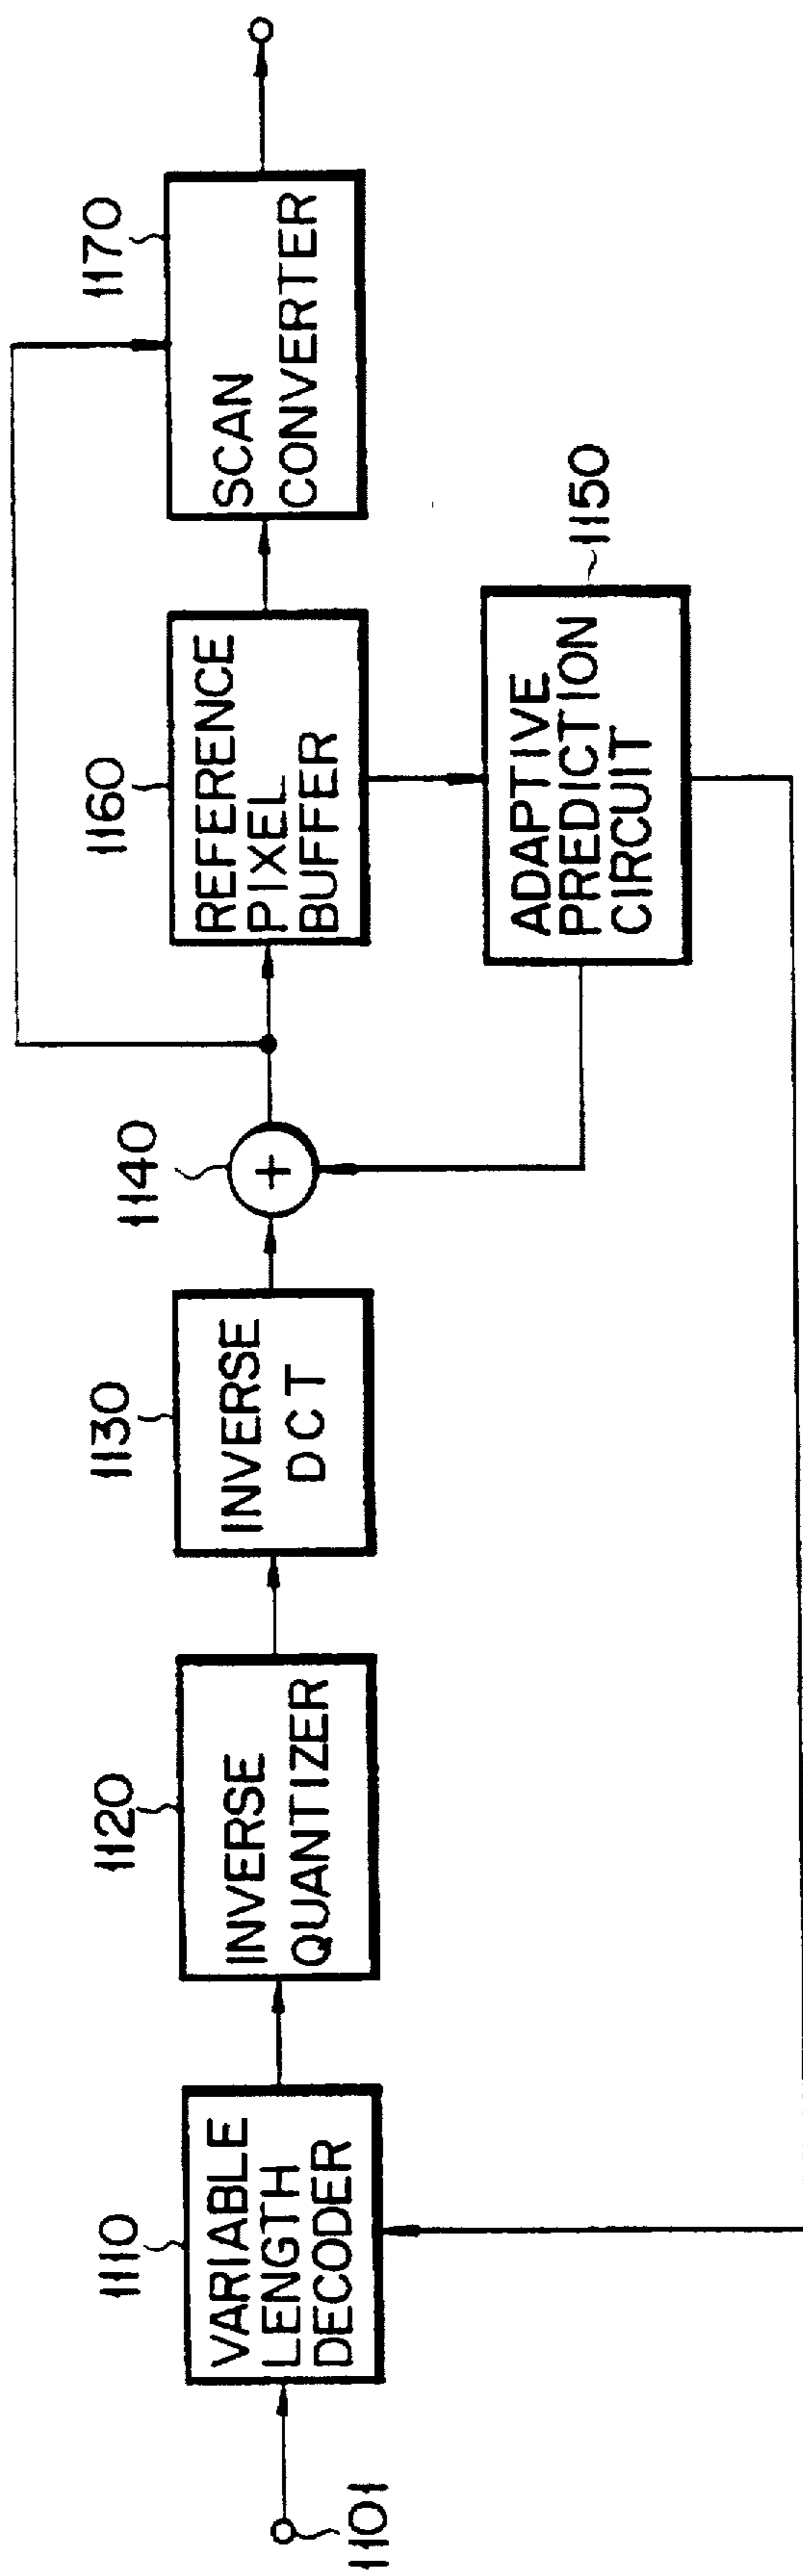 1101
1110
VARIABLE
LENGTH
DECODER
1120
INVERSE
QUANTIZER
1130
INVERSE
DCT
1140
+
1160
REFERENCE
PIXEL
BUFFER
1170
SCAN
CONVERTER
ADAPTIVE
PREDICTION
CIRCUIT
1150